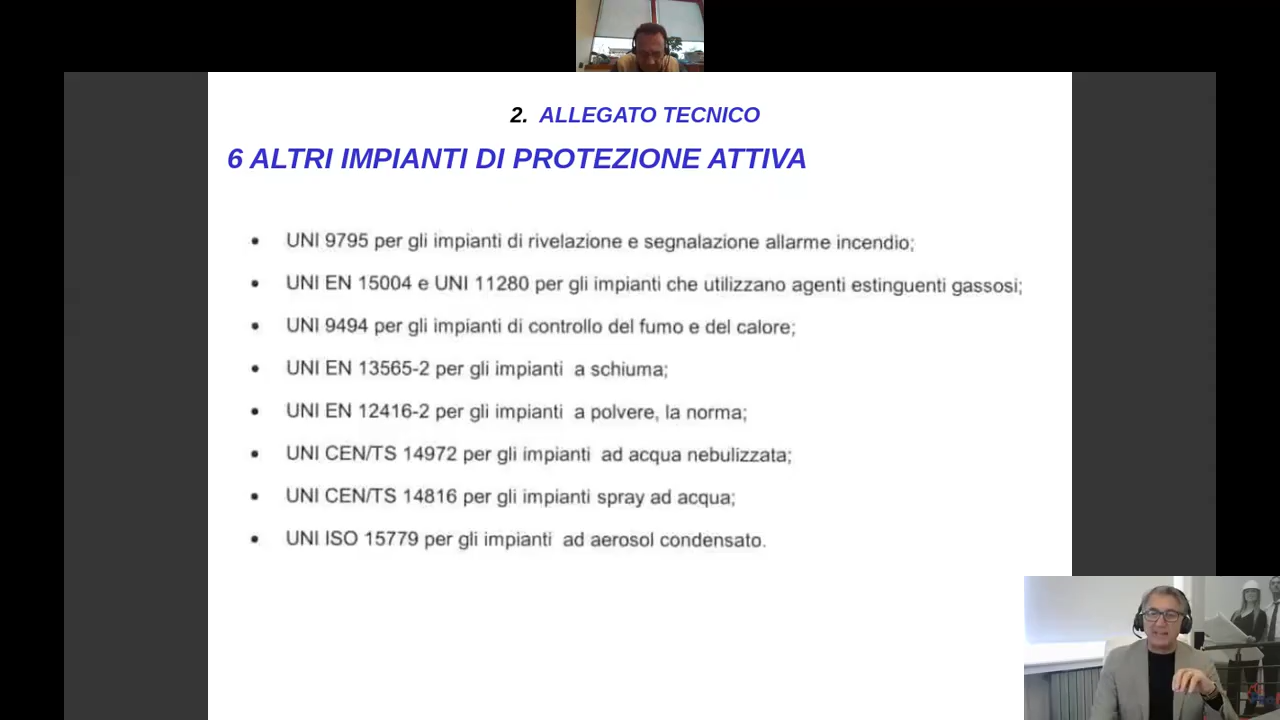 2. ALLEGATO TECNICO
6 ALTRI IMPIANTI DI PROTEZIONE ATTIVA
• UNI 9795 per gli impianti di rivelazione e segnalazione allarme incendio;
• UNI EN 15004 e UNI 11280 per gli impianti che utilizzano agenti estinguenti gassosi;
• UNI 9494 per gli impianti di controllo del fumo e del calore;
• UNI EN 13565-2 per gli impianti a schiuma;
• UNI EN 12416-2 per gli impianti a polvere, la norma;
• UNI CEN/TS 14972 per gli impianti ad acqua nebulizzata;
• UNI CEN/TS 14816 per gli impianti spray ad acqua;
• UNI ISO 15779 per gli impianti ad aerosol condensato.